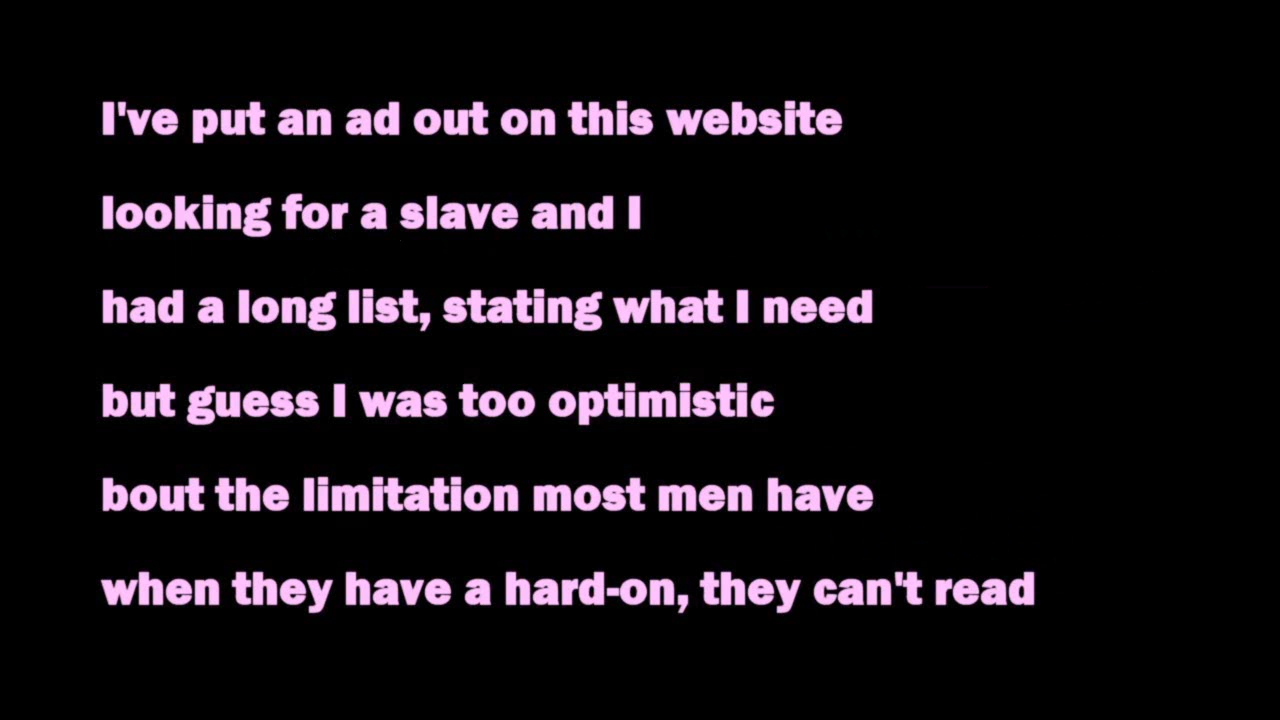 I've put an ad out on this website
looking for a slave and I
had a long list, stating what I need
but guess I was too optimistic
bout the limitation most men have
when they have a hard-on, they can't read